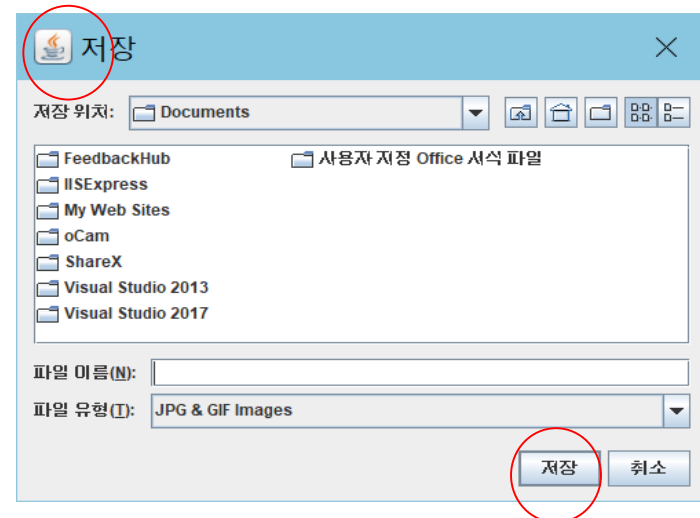 저장
저장 위치: Documents
FeedbackHub
사용자 지정 Office 서식 파일
IISExpress
My Web Sites
oCam
ShareX
Visual Studio 2013
Visual Studio 2017
파일 이름(N):
파일 유형(T): JPG & GIF Images
저장 취소